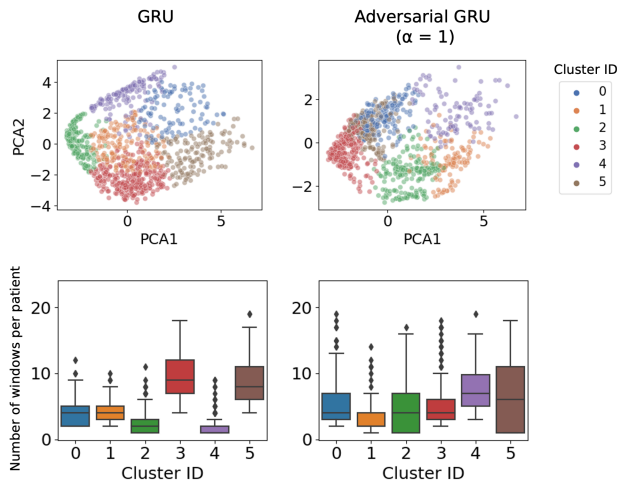 GRU
Adversarial GRU
(α = 1)
PCA2
4
2
0
−2
−4
0
5
PCA1
2
0
−2
0
5
PCA1
Cluster ID
0
1
2
3
4
5
Number of windows per patient
20
10
0
0 1 2 3 4 5
Cluster ID
20
10
0
0 1 2 3 4 5
Cluster ID